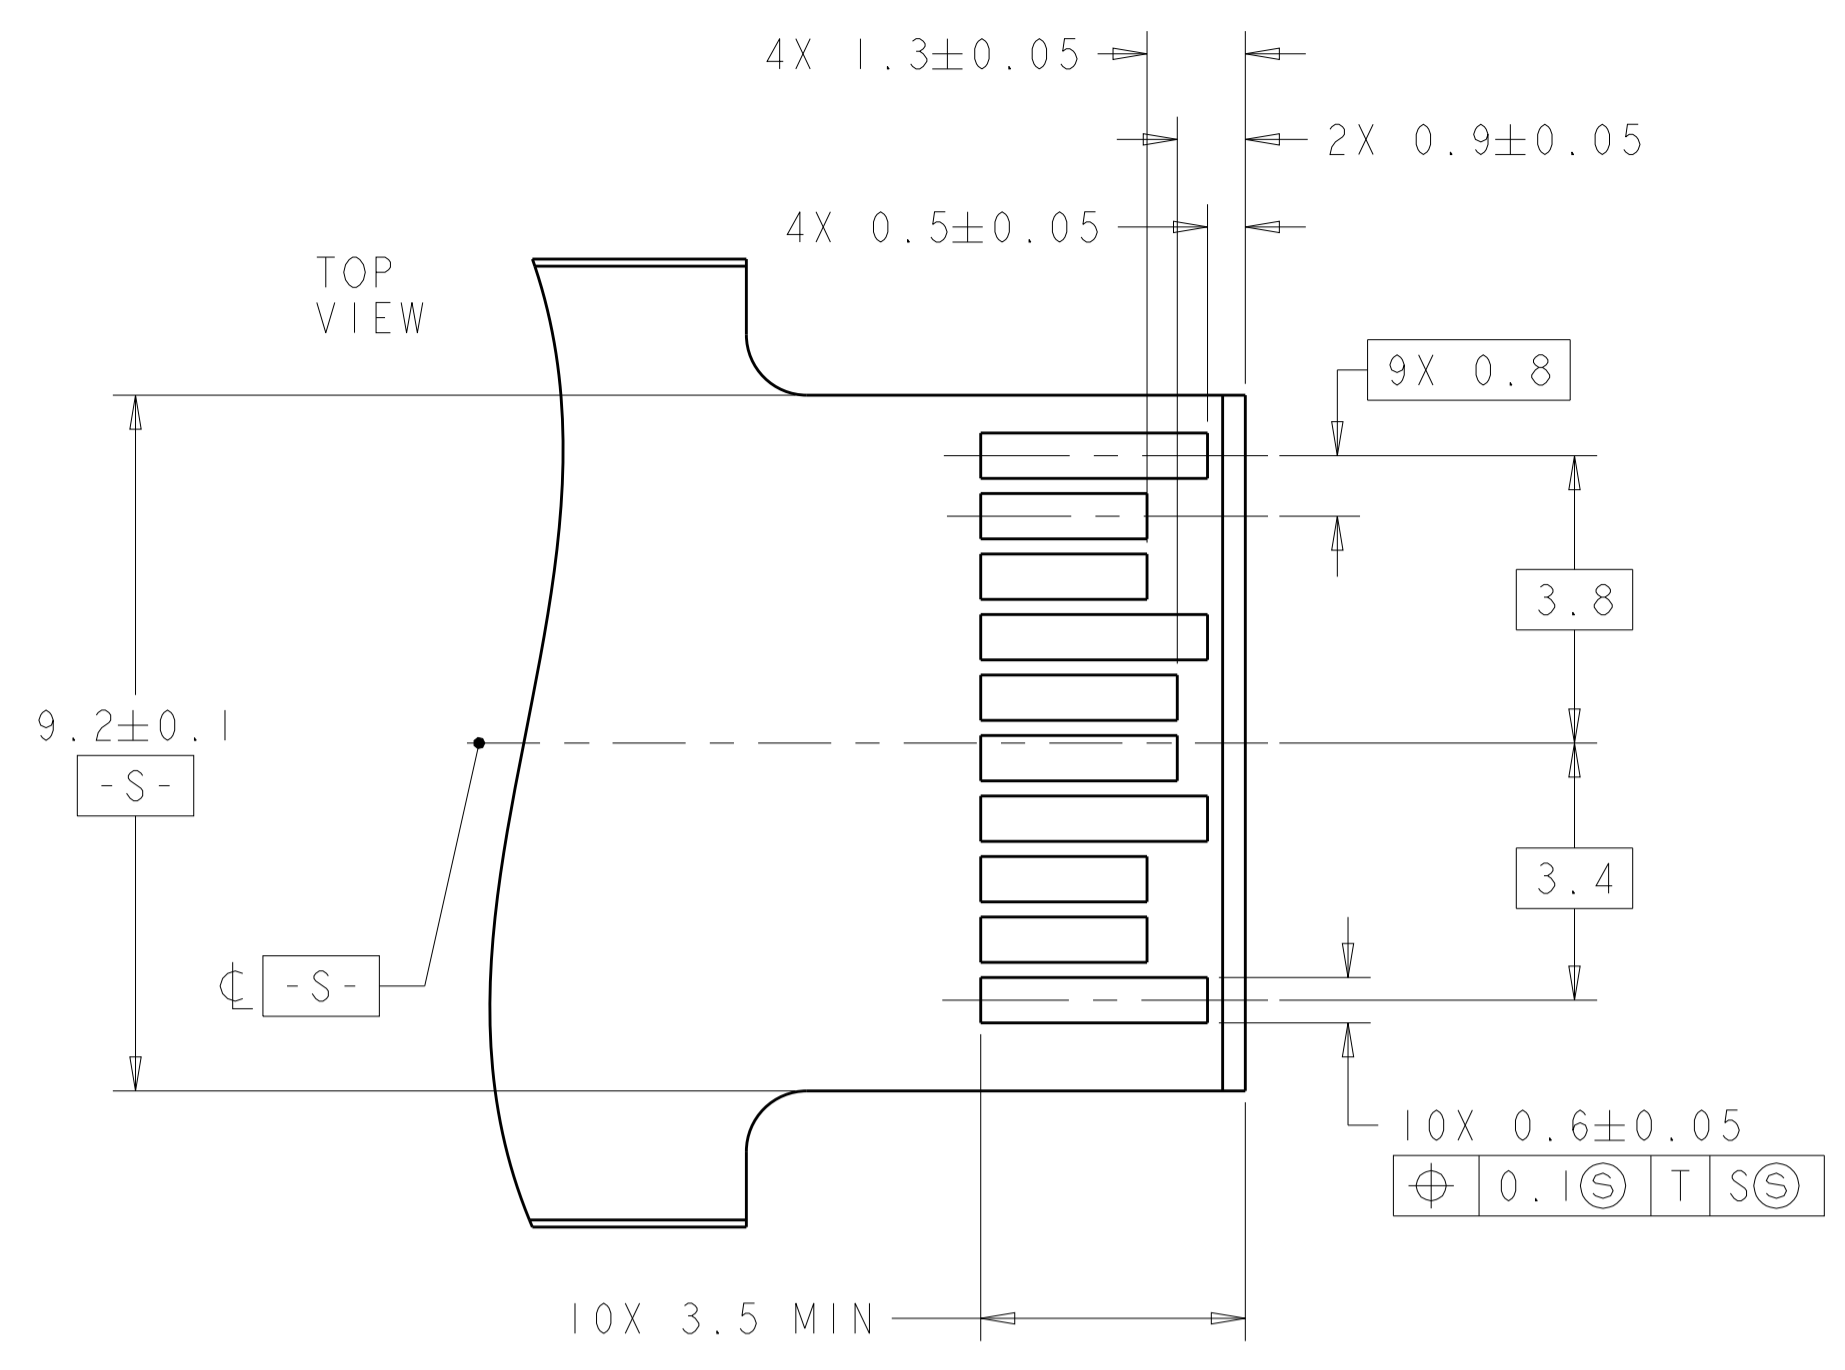 4X 1.3±0.05
2X 0.9±0.05
4X 0.5±0.05
TOP
VIEW
9X 0.8
3.8
9.2±0.1
-S-
3.4
℄ -S-
10X 0.6±0.05
⌖ 0.1Ⓢ T SⓈ
10X 3.5 MIN